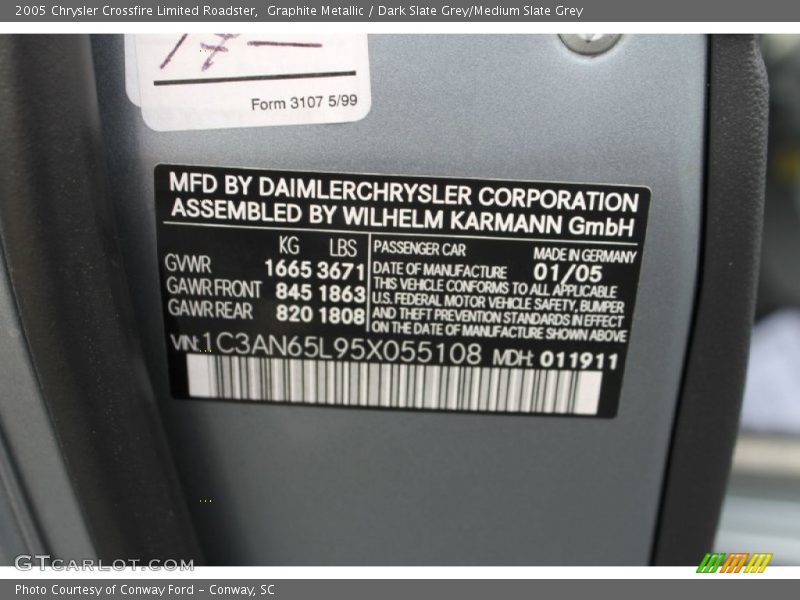 2005 Chrysler Crossfire Limited Roadster, Graphite Metallic / Dark Slate Grey/Medium Slate Grey
17 —
Form 3107 5/99
MFD BY DAIMLERCHRYSLER CORPORATION
ASSEMBLED BY WILHELM KARMANN GmbH
KG LBS
GVWR 1665 3671
GAWR FRONT 845 1863
GAWR REAR 820 1808
PASSENGER CAR MADE IN GERMANY
DATE OF MANUFACTURE 01/05
THIS VEHICLE CONFORMS TO ALL APPLICABLE
U.S. FEDERAL MOTOR VEHICLE SAFETY, BUMPER
AND THEFT PREVENTION STANDARDS IN EFFECT
ON THE DATE OF MANUFACTURE SHOWN ABOVE
VIN: 1C3AN65L95X055108 MDH: 011911
GTCARLOT.COM
Photo Courtesy of Conway Ford - Conway, SC